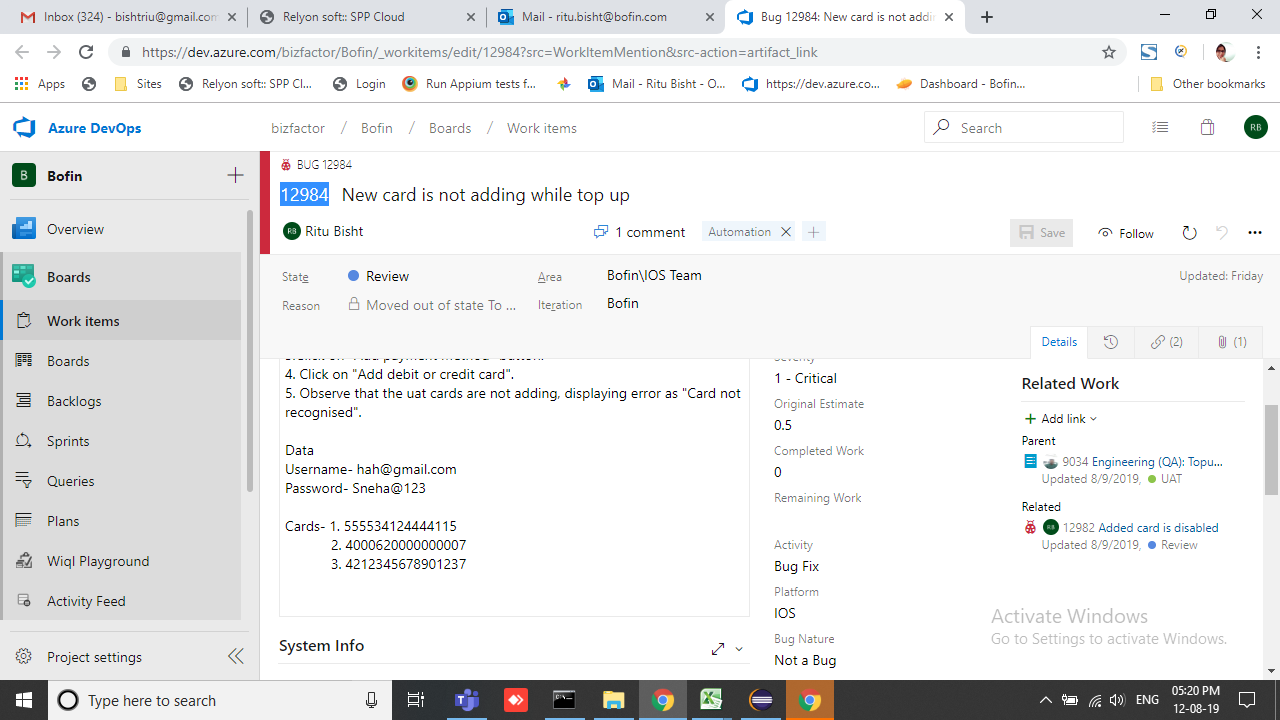 Inbox (324) - bishtriu@gmail.com
Relyon soft:: SPP Cloud
Mail - ritu.bisht@bofin.com
Bug 12984: New card is not addin
https://dev.azure.com/bizfactor/Bofin/_workitems/edit/12984?src=WorkItemMention&src-action=artifact_link
Apps
Sites
Relyon soft:: SPP Cl...
Login
Run Appium tests f...
Mail - Ritu Bisht - O...
https://dev.azure.co...
Dashboard - Bofin...
Other bookmarks
Azure DevOps
bizfactor / Bofin / Boards / Work items
Search
RB
B Bofin
Overview
Boards
Work items
Boards
Backlogs
Sprints
Queries
Plans
Wiql Playground
Activity Feed
Project settings
BUG 12984
12984 New card is not adding while top up
RB Ritu Bisht
1 comment
Automation
Save
Follow
State Review
Reason Moved out of state To ...
Area Bofin\IOS Team
Iteration Bofin
Updated: Friday
Details
(2)
(1)
4. Click on "Add debit or credit card".
5. Observe that the uat cards are not adding, displaying error as "Card not
recognised".
Data
Username- hah@gmail.com
Password- Sneha@123
Cards- 1. 555534124444115
2. 4000620000000007
3. 4212345678901237
System Info
Severity
1 - Critical
Original Estimate
0.5
Completed Work
0
Remaining Work
Activity
Bug Fix
Platform
IOS
Bug Nature
Not a Bug
Related Work
Add link
Parent
9034 Engineering (QA): Topu...
Updated 8/9/2019, UAT
Related
RB 12982 Added card is disabled
Updated 8/9/2019, Review
Activate Windows
Go to Settings to activate Windows.
Type here to search
ENG
05:20 PM
12-08-19